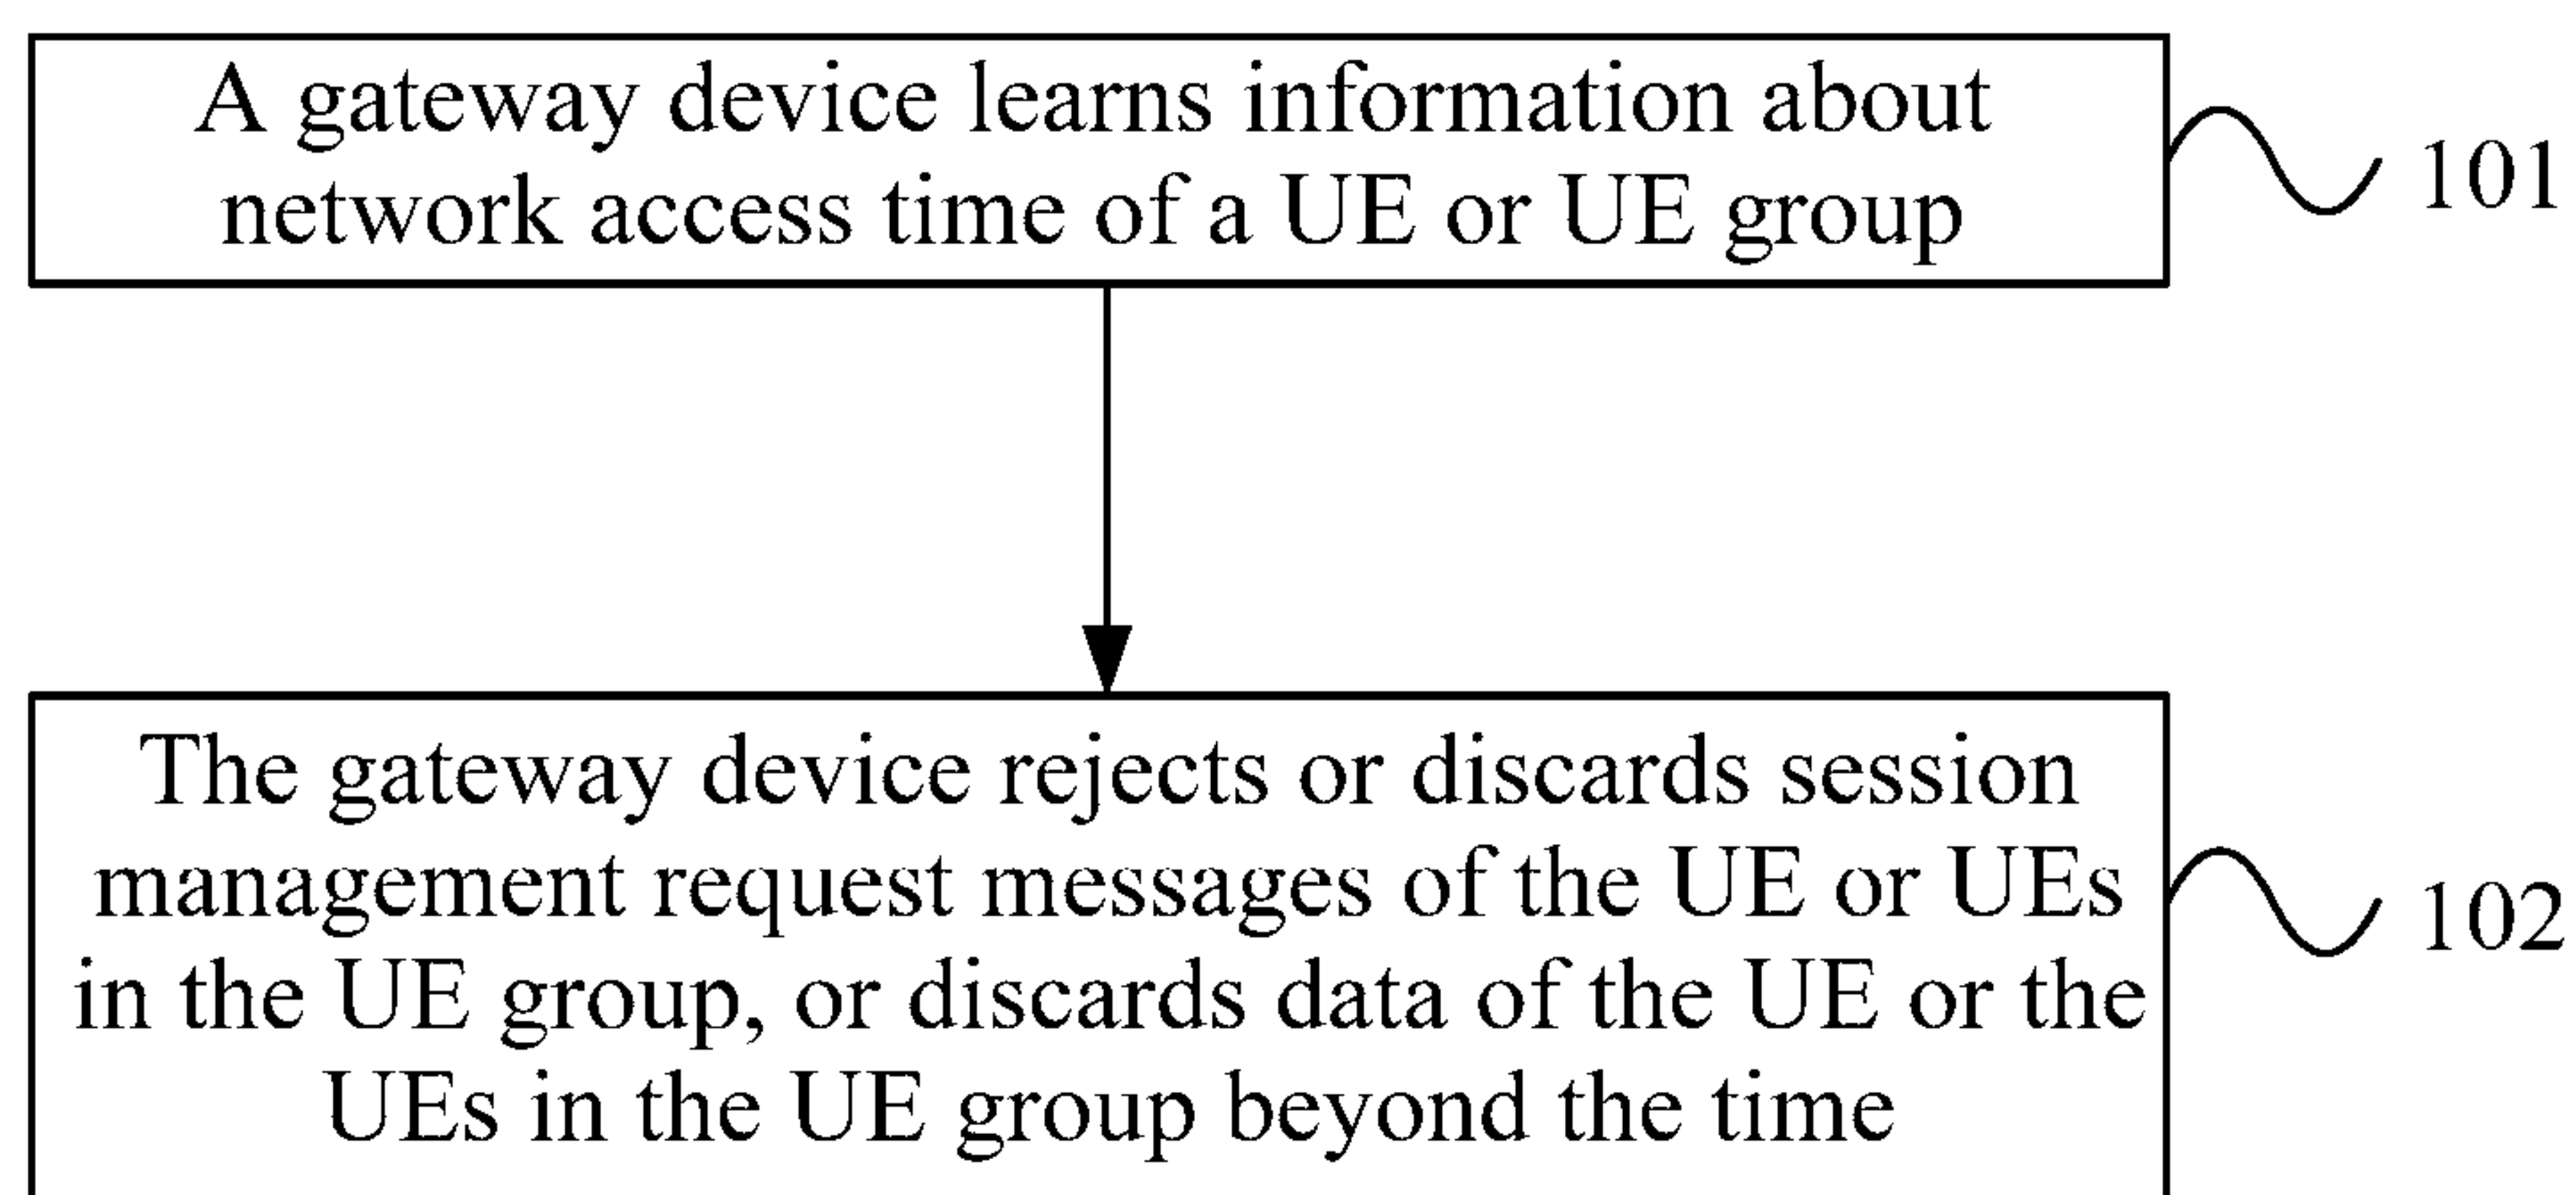 A gateway device learns information about
network access time of a UE or UE group
101
The gateway device rejects or discards session
management request messages of the UE or UEs
in the UE group, or discards data of the UE or the
UEs in the UE group beyond the time
102